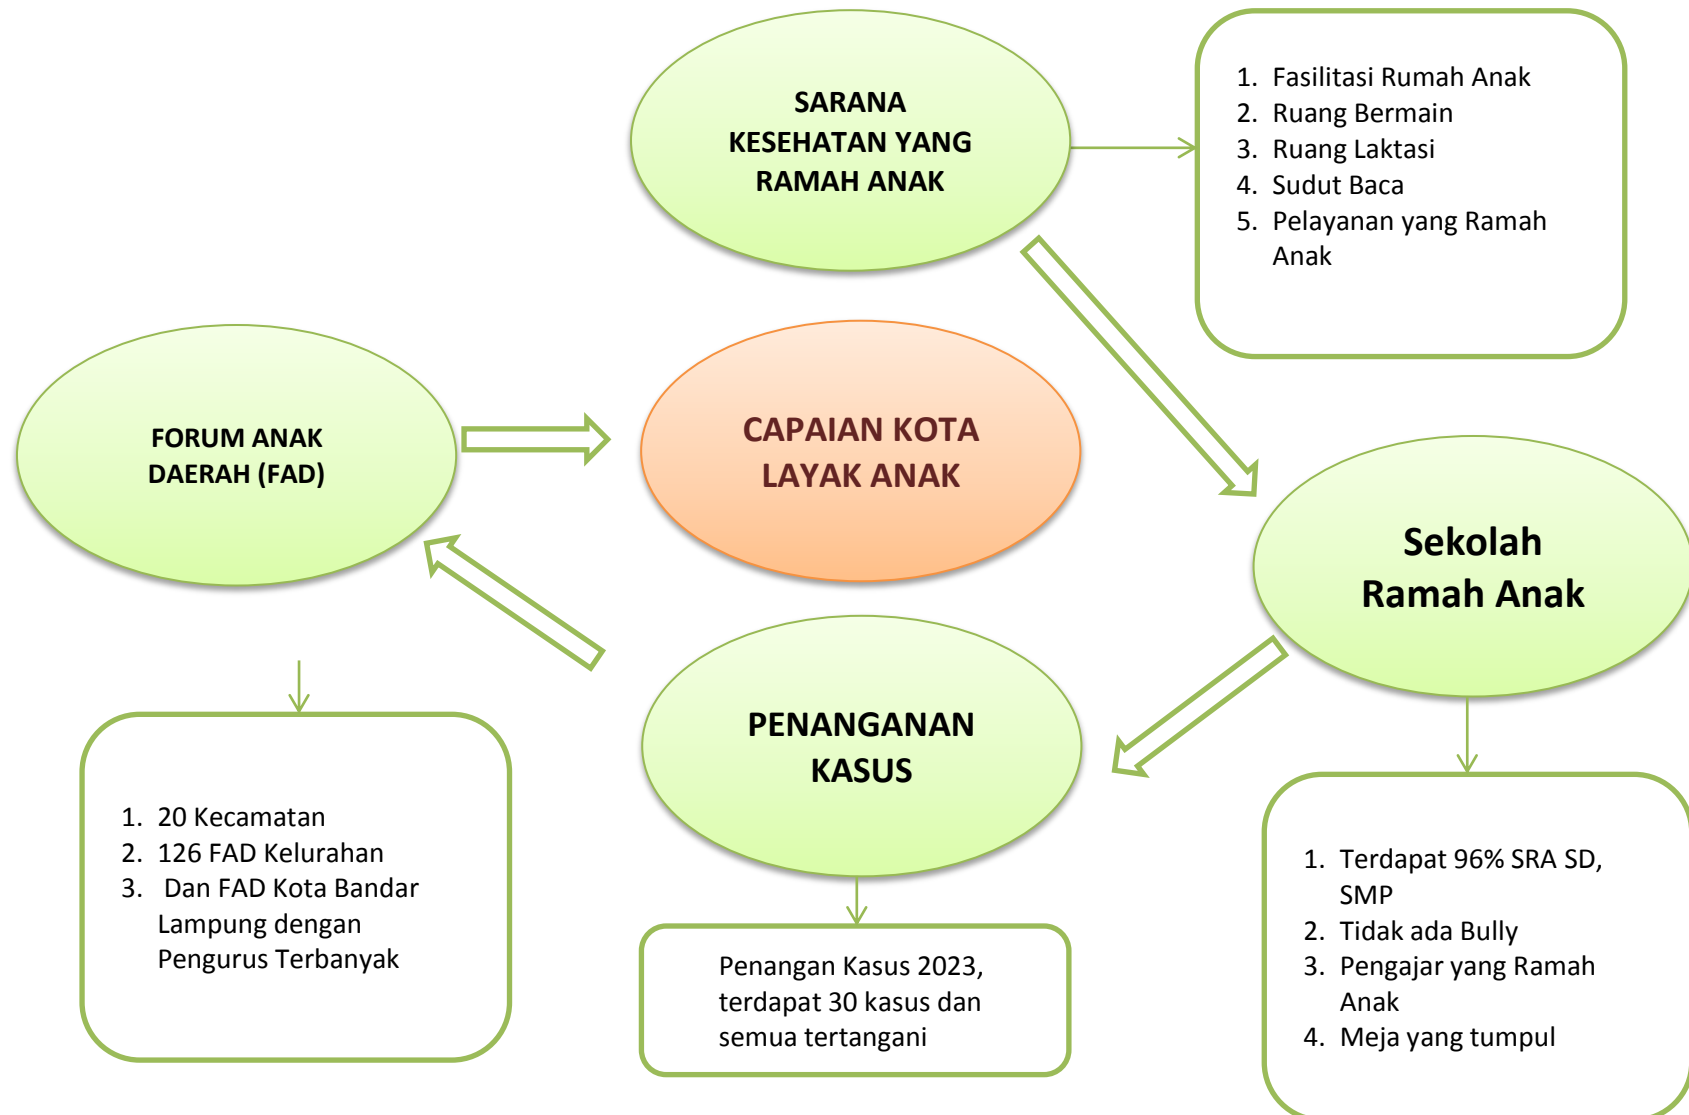 SARANA
KESEHATAN YANG
RAMAH ANAK
1. Fasilitasi Rumah Anak
2. Ruang Bermain
3. Ruang Laktasi
4. Sudut Baca
5. Pelayanan yang Ramah
Anak
FORUM ANAK
DAERAH (FAD)
CAPAIAN KOTA
LAYAK ANAK
Sekolah
Ramah Anak
PENANGANAN
KASUS
1. 20 Kecamatan
2. 126 FAD Kelurahan
3. Dan FAD Kota Bandar
Lampung dengan
Pengurus Terbanyak
Penangan Kasus 2023,
terdapat 30 kasus dan
semua tertangani
1. Terdapat 96% SRA SD,
SMP
2. Tidak ada Bully
3. Pengajar yang Ramah
Anak
4. Meja yang tumpul